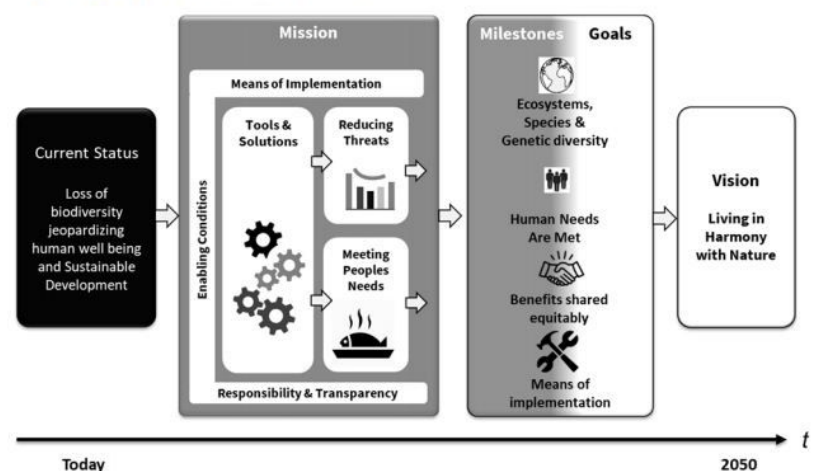 Current Status
Loss of
biodiversity
jeopardizing
human well being
and Sustainable
Development
Mission
Means of Implementation
Enabling Conditions
Tools &
Solutions
Reducing
Threats
Meeting
Peoples
Needs
Responsibility & Transparency
Milestones Goals
Ecosystems,
Species &
Genetic diversity
Human Needs
Are Met
Benefits shared
equitably
Means of
implementation
Vision
Living in
Harmony
with Nature
t
Today
2050